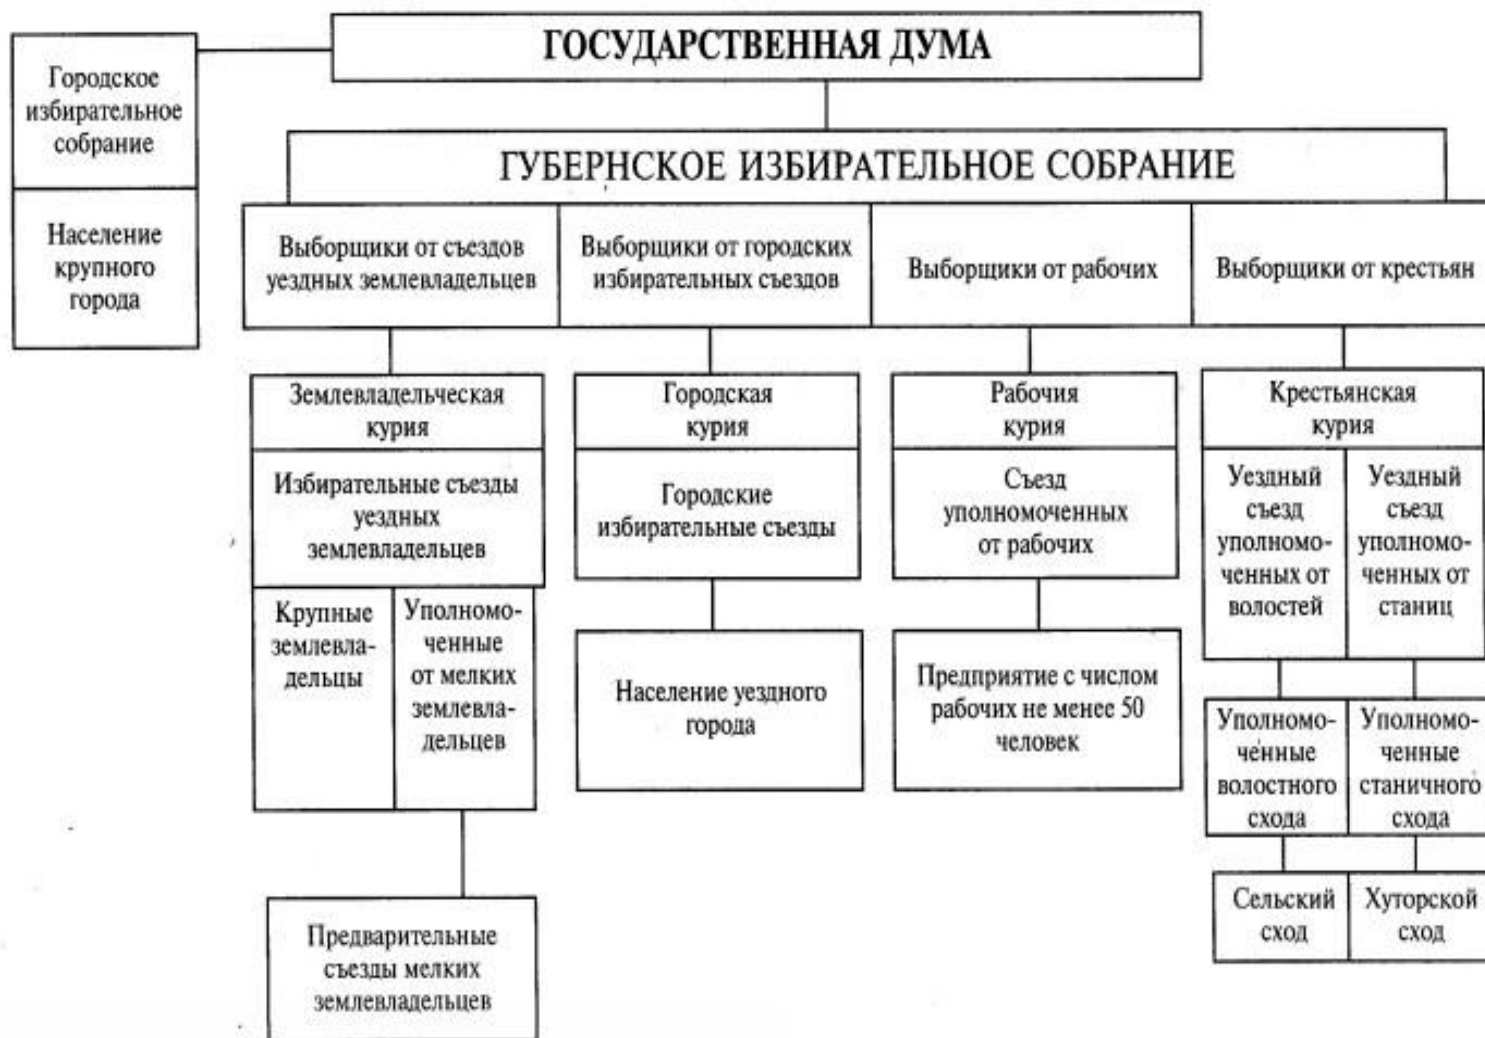 ГОСУДАРСТВЕННАЯ ДУМА
Городское
избирательное
собрание
Население
крупного
города
ГУБЕРНСКОЕ ИЗБИРАТЕЛЬНОЕ СОБРАНИЕ
Выборщики от съездов
уездных землевладельцев
Выборщики от городских
избирательных съездов
Выборщики от рабочих
Выборщики от крестьян
Землевладельческая
курия
Избирательные съезды
уездных
землевладельцев
Крупные
землевла-
дельцы
Уполномо-
ченные
от мелких
землевла-
дельцев
Предварительные
съезды мелких
землевладельцев
Городская
курия
Городские
избирательные съезды
Население уездного
города
Рабочия
курия
Съезд
уполномоченных
от рабочих
Предприятие с числом
рабочих не менее 50
человек
Крестьянская
курия
Уездный
съезд
уполномо-
ченных от
волостей
Уездный
съезд
уполномо-
ченных от
станиц
Уполномо-
ченные
волостного
схода
Уполномо-
ченные
станичного
схода
Сельский
сход
Хуторской
сход